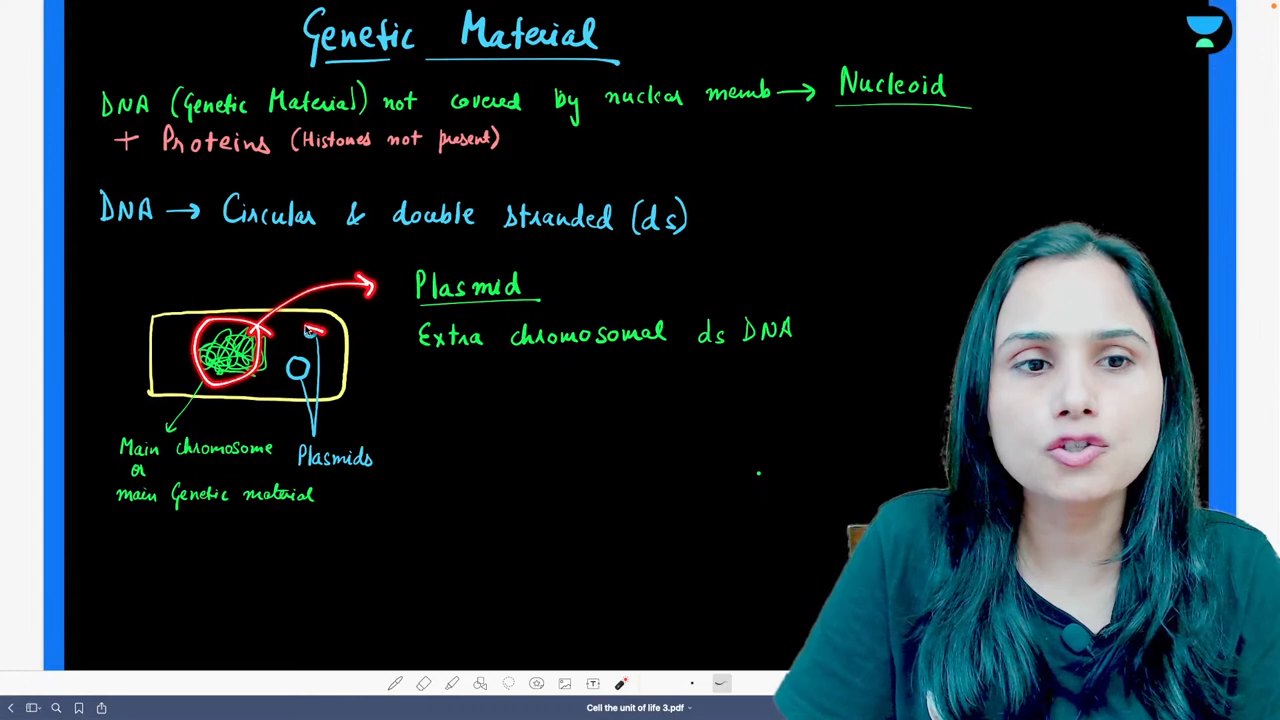 Genetic Material
DNA (Genetic Material) not covered by nuclear memb → Nucleoid
+ Proteins (Histones not present)
DNA → Circular & double stranded (ds)
Plasmid
Extra chromosomal ds DNA
Main chromosome
or
main Genetic material
Plasmids
Cell the unit of life 3.pdf